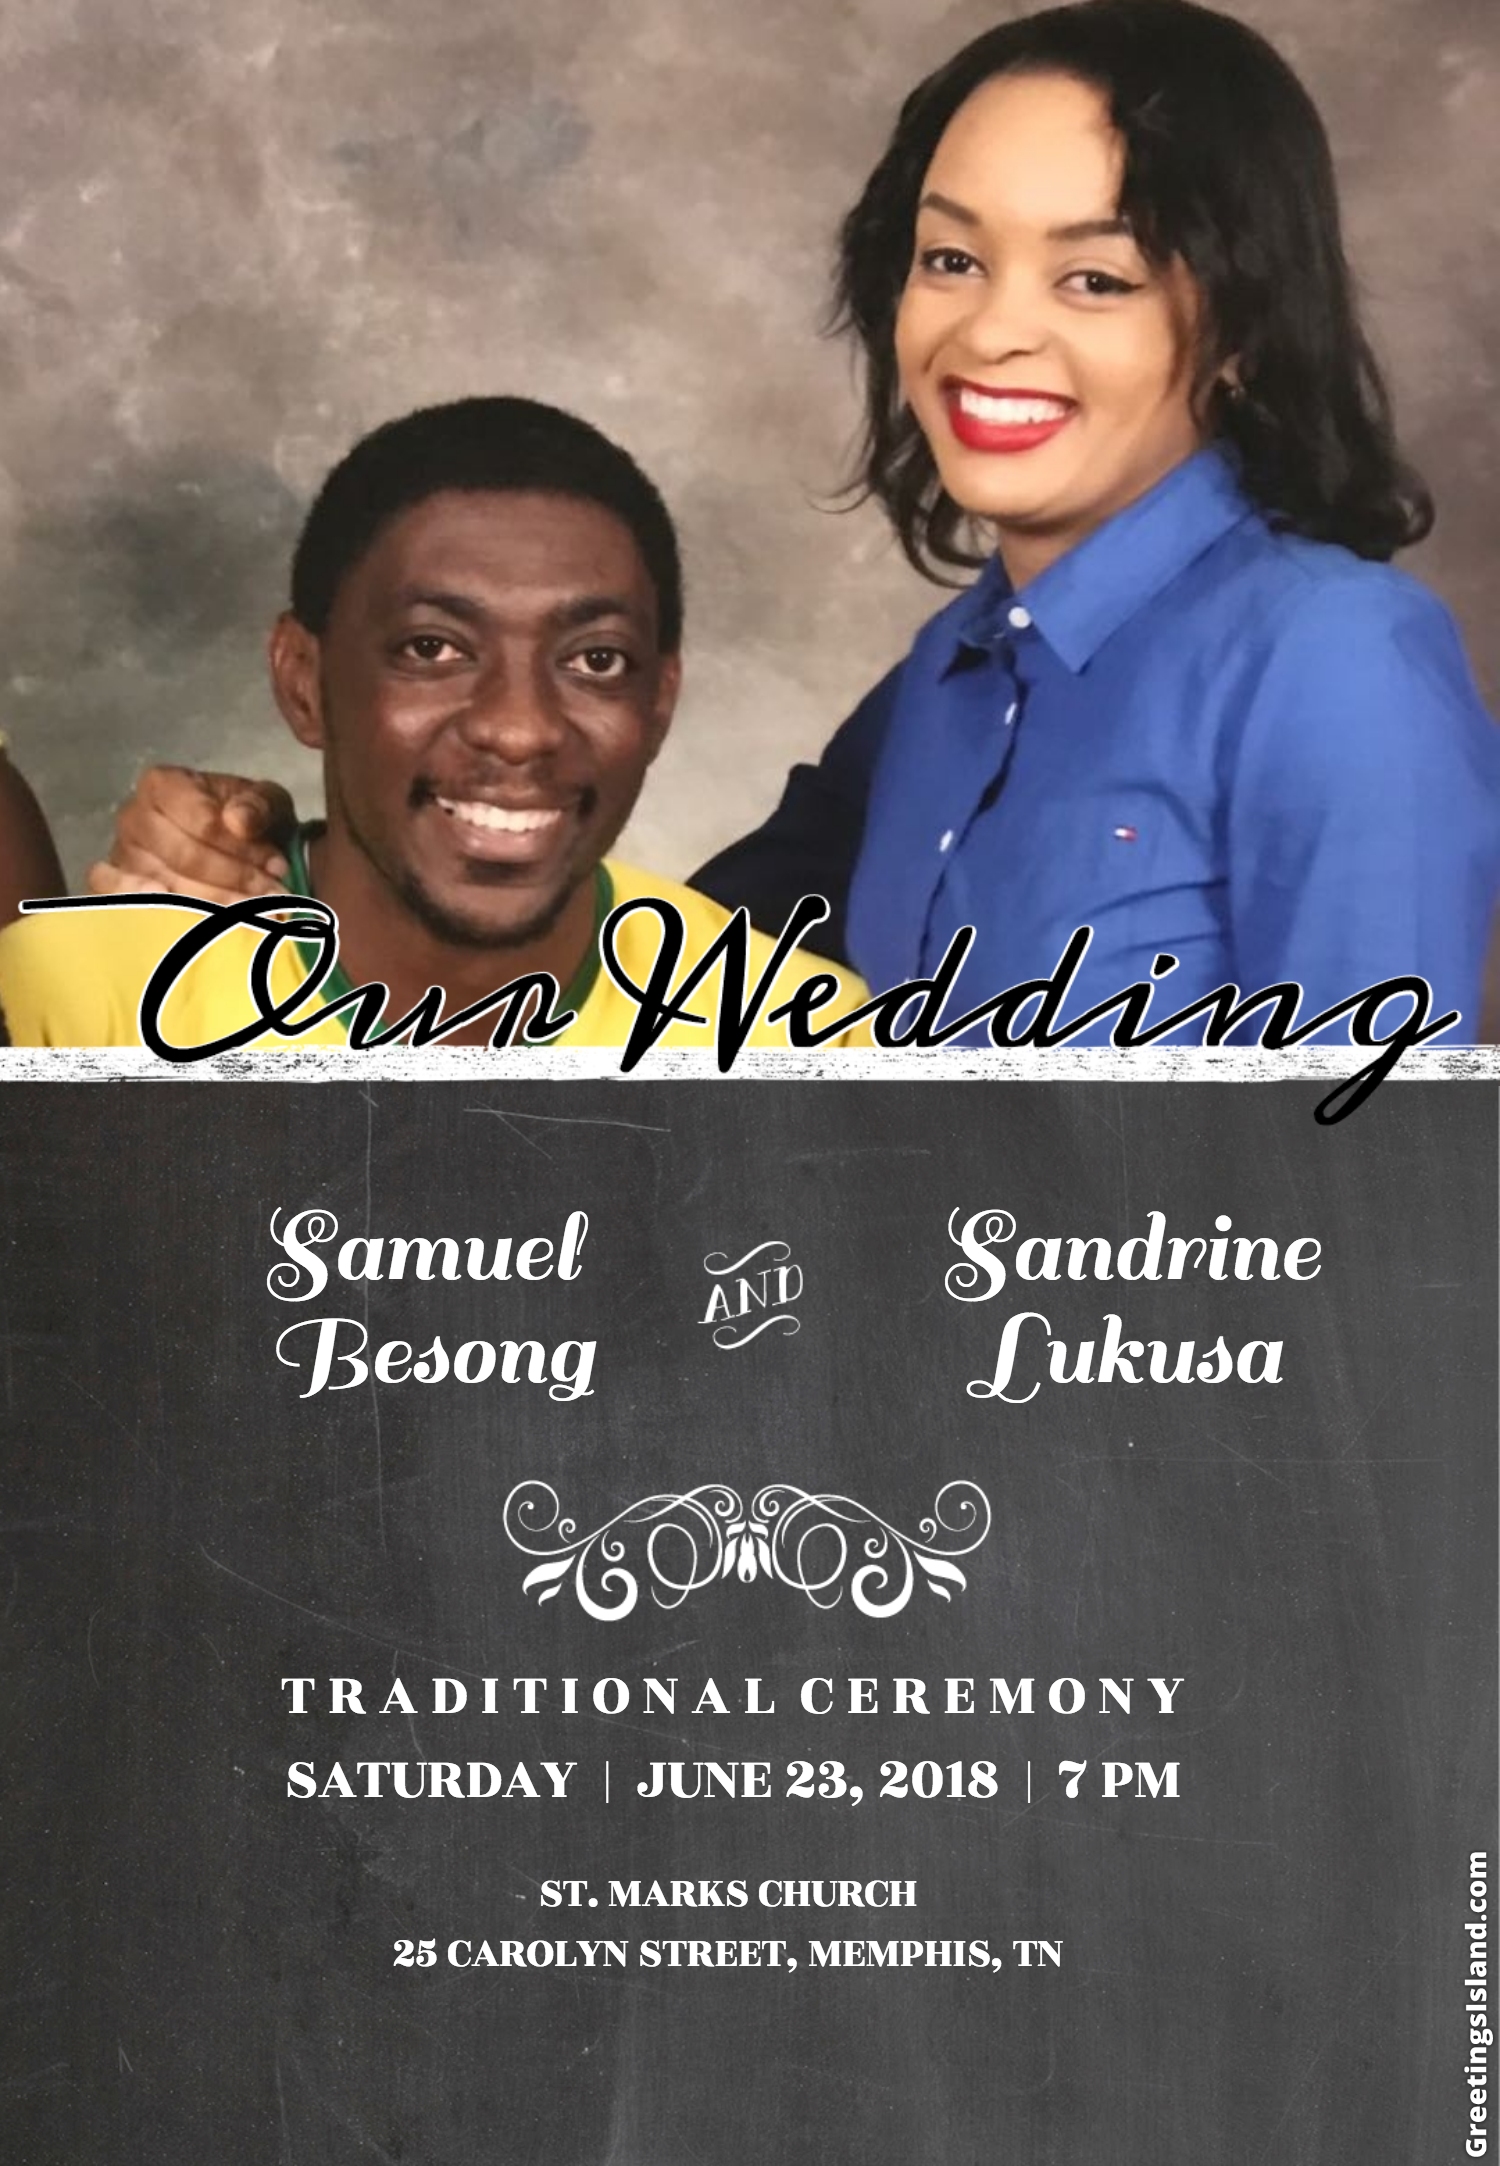 Our Wedding
Samuel
Besong
AND
Sandrine
Lukusa
TRADITIONAL CEREMONY
SATURDAY | JUNE 23, 2018 | 7 PM
ST. MARKS CHURCH
25 CAROLYN STREET, MEMPHIS, TN
GreetingsIsland.com